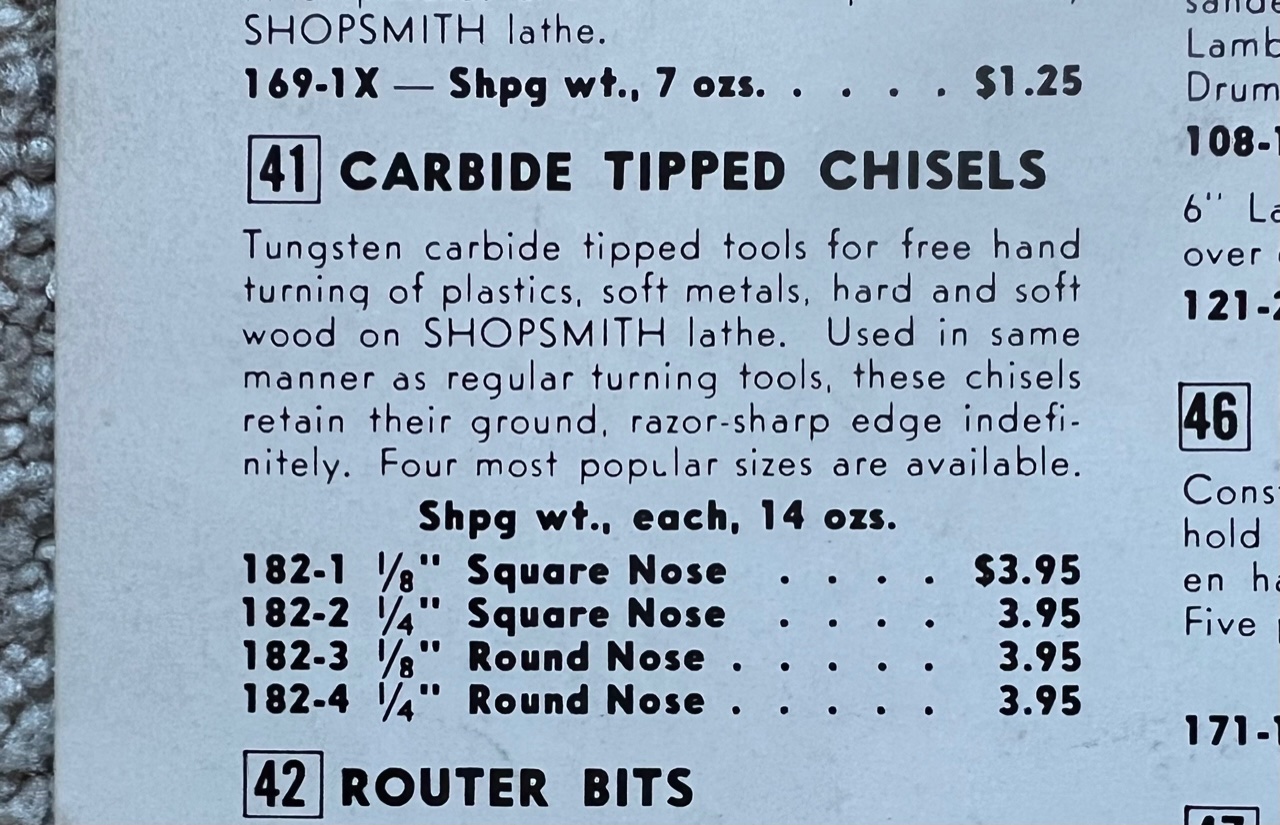 SHOPSMITH lathe.
169-1X — Shpg wt., 7 ozs. . . . . . $1.25
41 CARBIDE TIPPED CHISELS
Tungsten carbide tipped tools for free hand
turning of plastics, soft metals, hard and soft
wood on SHOPSMITH lathe. Used in same
manner as regular turning tools, these chisels
retain their ground, razor-sharp edge indefi-
nitely. Four most popular sizes are available.
Shpg wt., each, 14 ozs.
182-1 1/8" Square Nose . . . . $3.95
182-2 1/4" Square Nose . . . . 3.95
182-3 1/8" Round Nose . . . . . 3.95
182-4 1/4" Round Nose . . . . . 3.95
42 ROUTER BITS
Lamb
Drum
108-1
6"
over
121-2
46
Cons
hold
en
Five
171-1